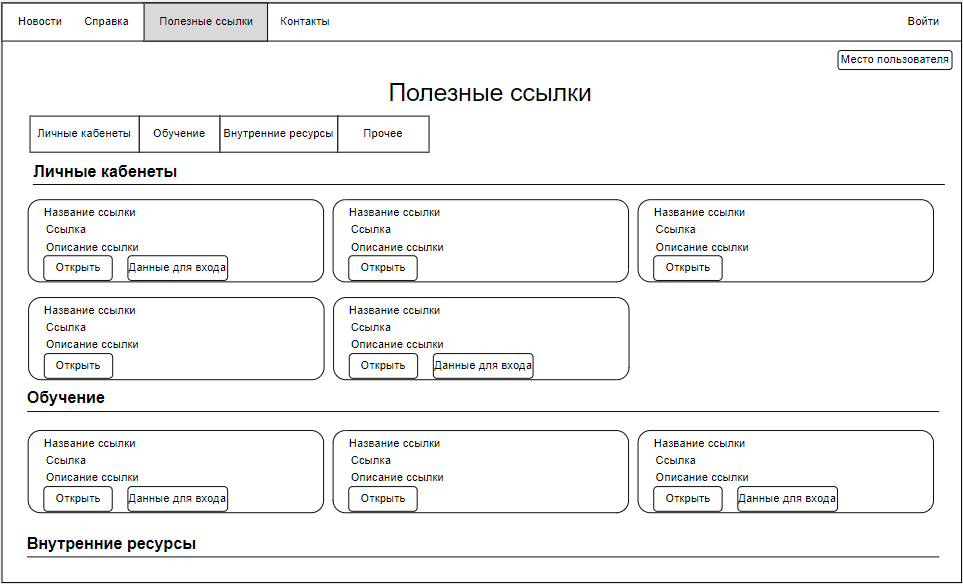 Новости Справка Полезные ссылки Контакты Войти
Место пользователя
Полезные ссылки
Личные кабенеты Обучение Внутренние ресурсы Прочее
Личные кабенеты
Название ссылки Название ссылки Название ссылки
Ссылка Ссылка Ссылка
Описание ссылки Описание ссылки Описание ссылки
Открыть Данные для входа Открыть Открыть
Название ссылки Название ссылки
Ссылка Ссылка
Описание ссылки Описание ссылки
Открыть Открыть Данные для входа
Обучение
Название ссылки Название ссылки Название ссылки
Ссылка Ссылка Ссылка
Описание ссылки Описание ссылки Описание ссылки
Открыть Данные для входа Открыть Открыть Данные для входа
Внутренние ресурсы